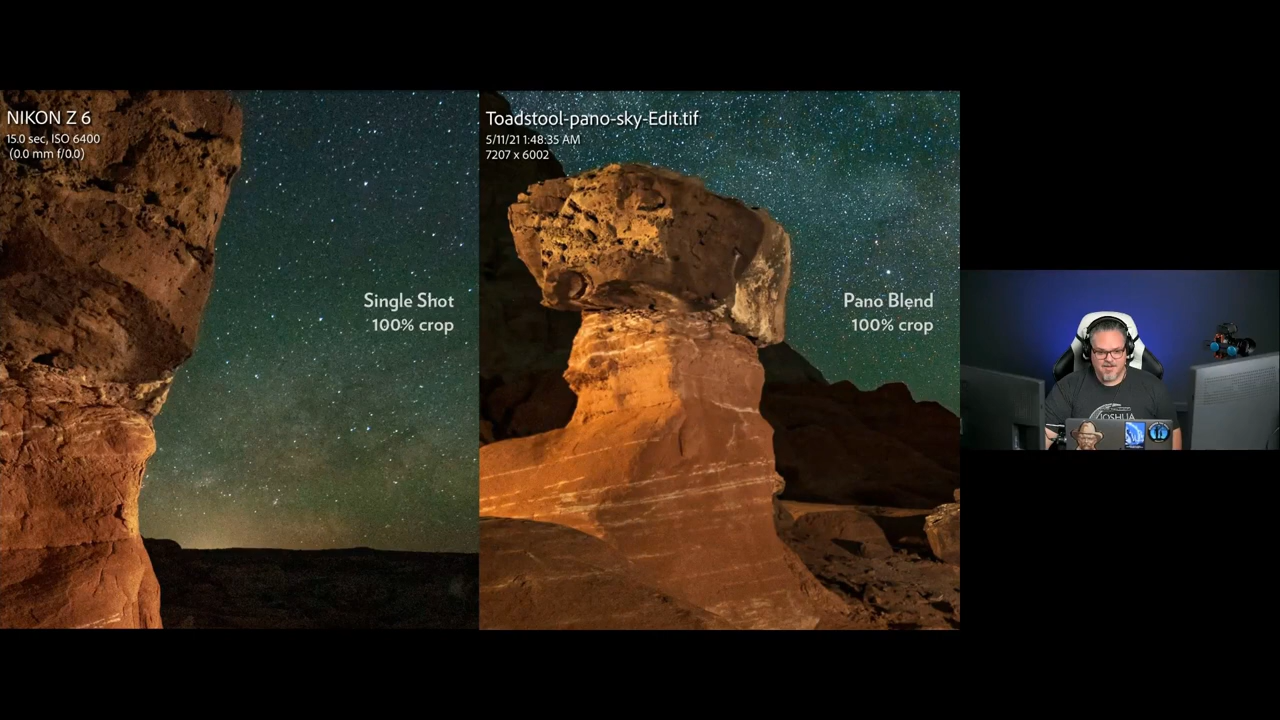 NIKON Z 6
15.0 sec, ISO 6400
(0.0 mm f/0.0)
Single Shot
100% crop
Toadstool-pano-sky-Edit.tif
5/11/21 1:48:35 AM
7207 x 6002
Pano Blend
100% crop
JOSHUA